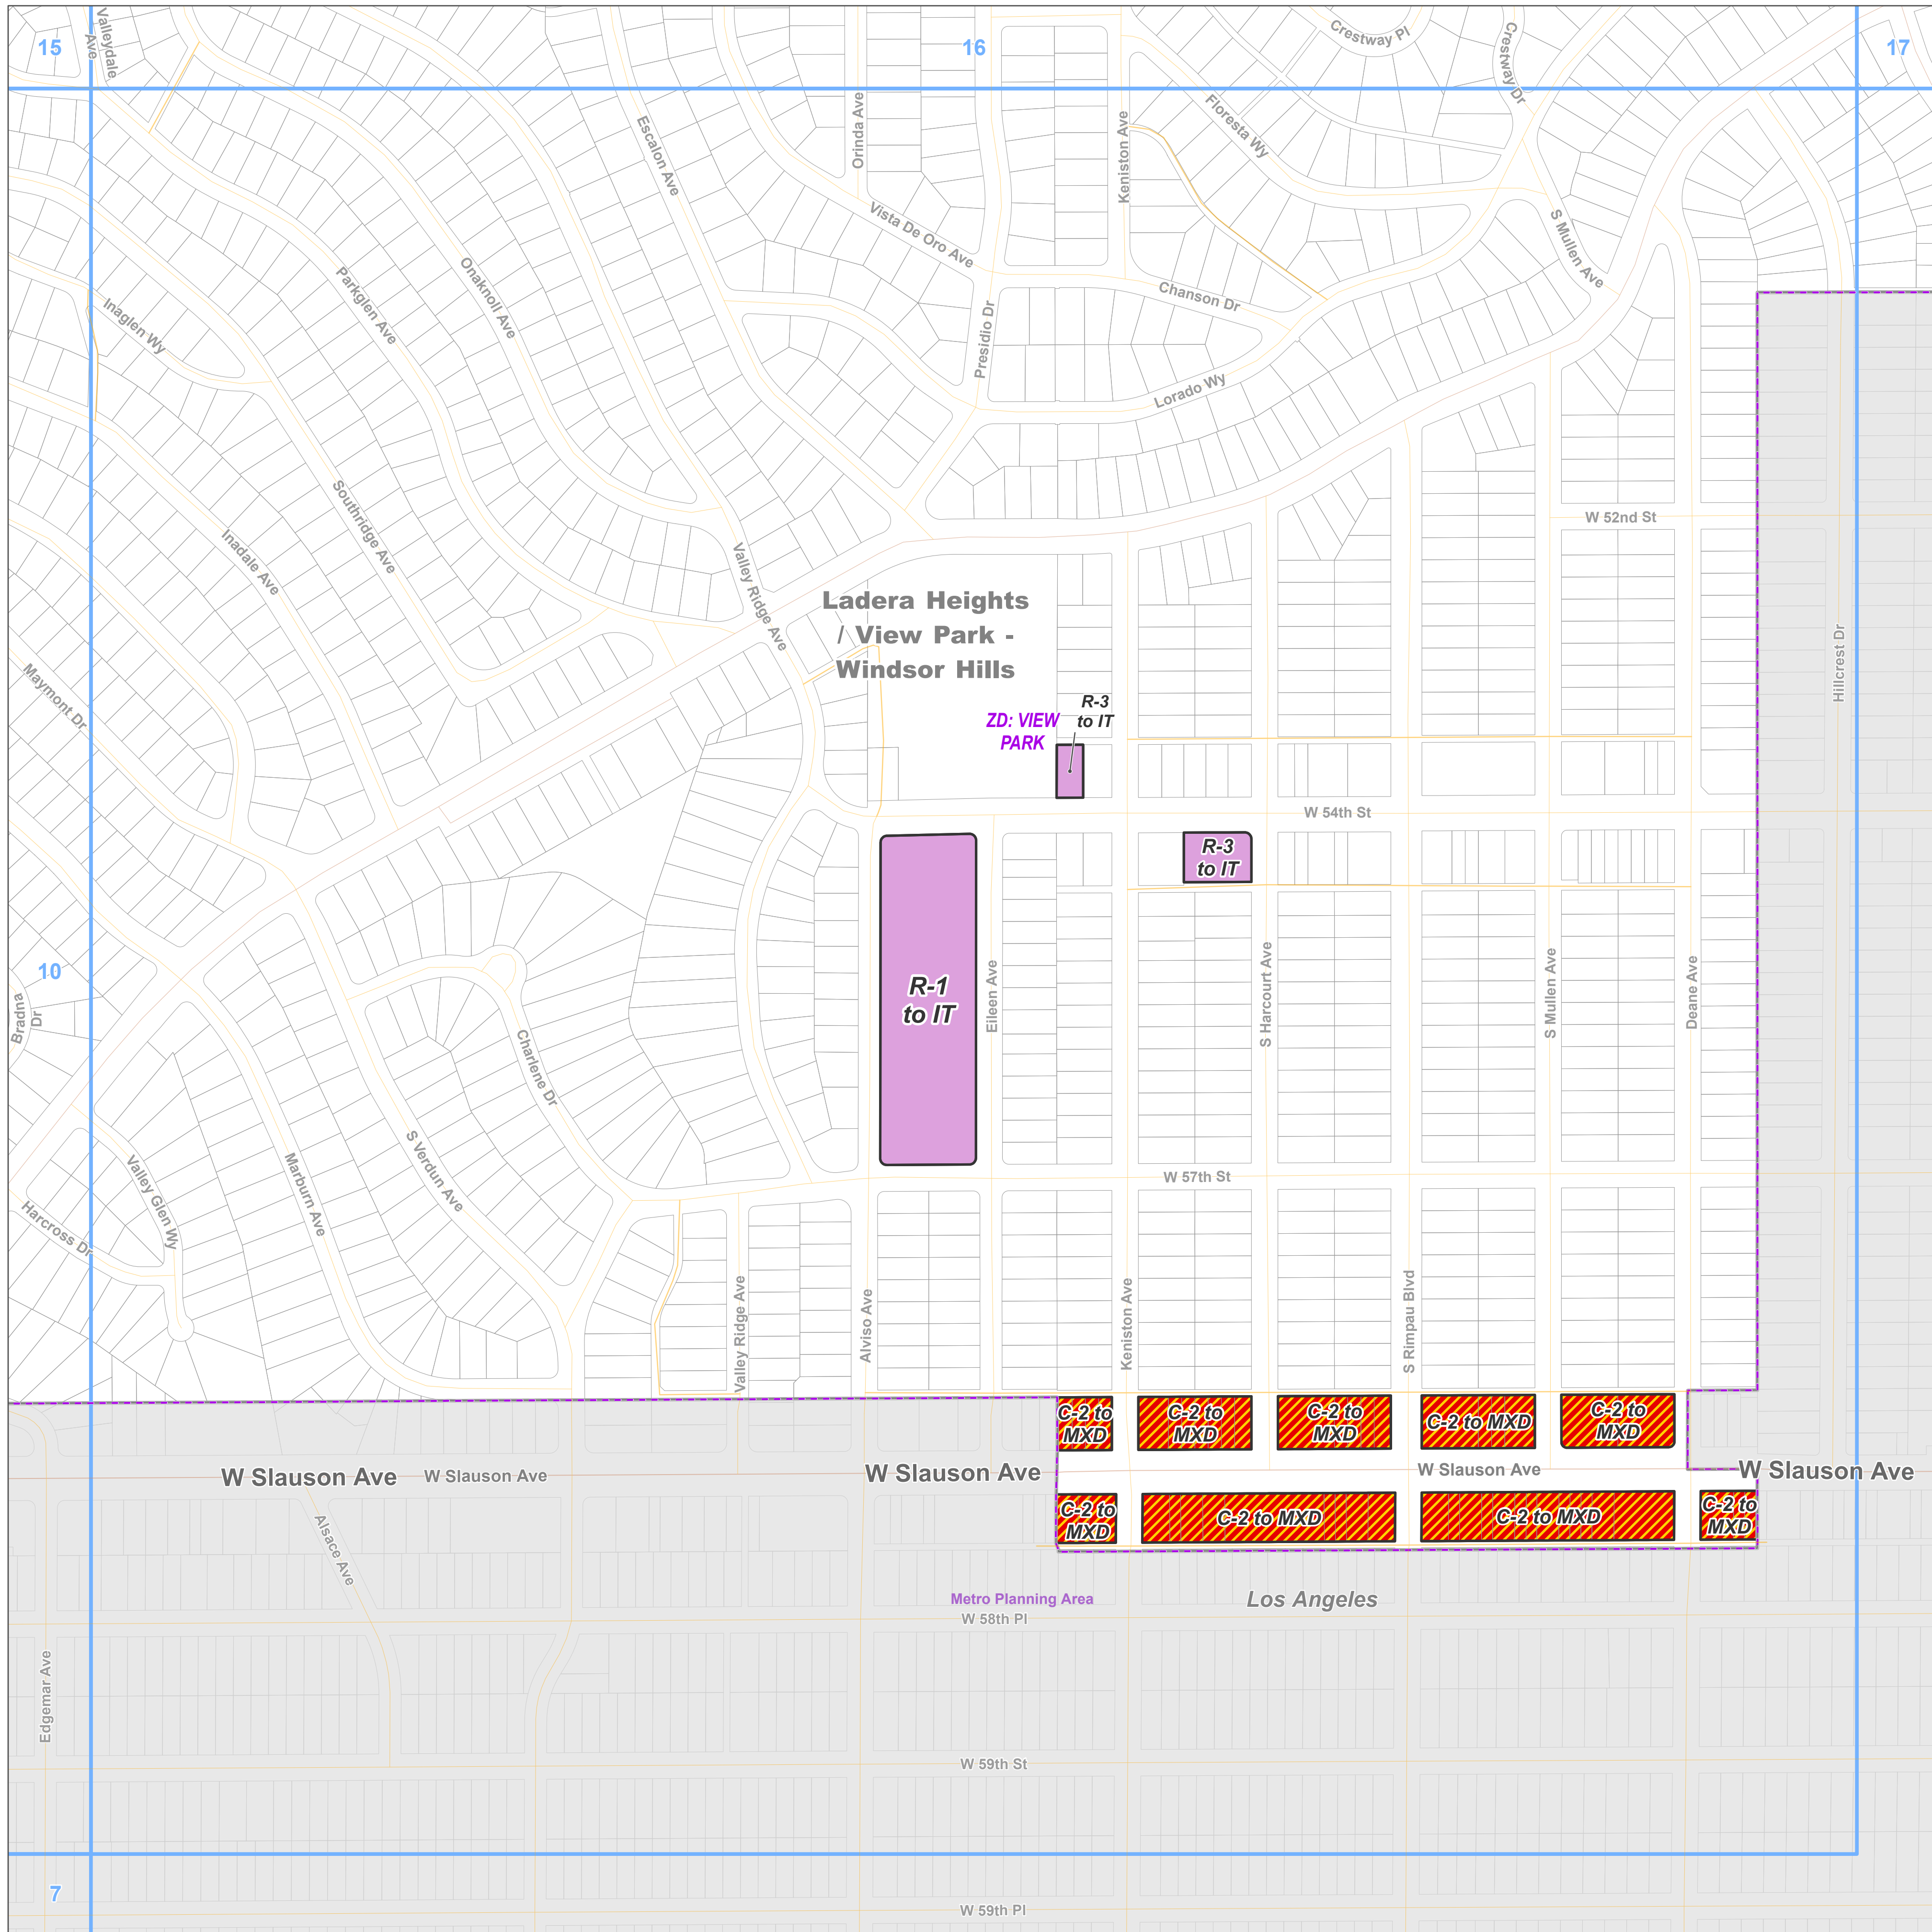 15
Valleydale
Ave
16
Crestway Pl
Crestway Dr
17
Orinda Ave
Escalon Ave
Keniston Ave
Floresta Wy
Vista De Oro Ave
S Mullen Ave
Onaknoll Ave
Parkglen Ave
Inaglen Wy
Chanson Dr
Presidio Dr
Lorado Wy
Southridge Ave
Inadale Ave
W 52nd St
Valley Ridge Ave
Ladera Heights
/ View Park -
Windsor Hills
Hillcrest Dr
Maymont Dr
R-3
to IT
ZD: VIEW
PARK
W 54th St
R-3
to IT
10
R-1
to IT
Eileen Ave
S Harcourt Ave
S Mullen Ave
Deane Ave
Bradna
Dr
Charlene Dr
S Verdun Ave
Marburn Ave
Valley Glen Wy
Harcross Dr
W 57th St
Valley Ridge Ave
Alviso Ave
Keniston Ave
S Rimpau Blvd
C-2 to
MXD
C-2 to
MXD
C-2 to
MXD
C-2 to MXD
C-2 to
MXD
W Slauson Ave
W Slauson Ave
W Slauson Ave
W Slauson Ave
W Slauson Ave
C-2 to
MXD
C-2 to MXD
C-2 to MXD
C-2 to
MXD
Alsace Ave
Metro Planning Area
Los Angeles
W 58th Pl
Edgemar Ave
W 59th St
7
W 59th Pl